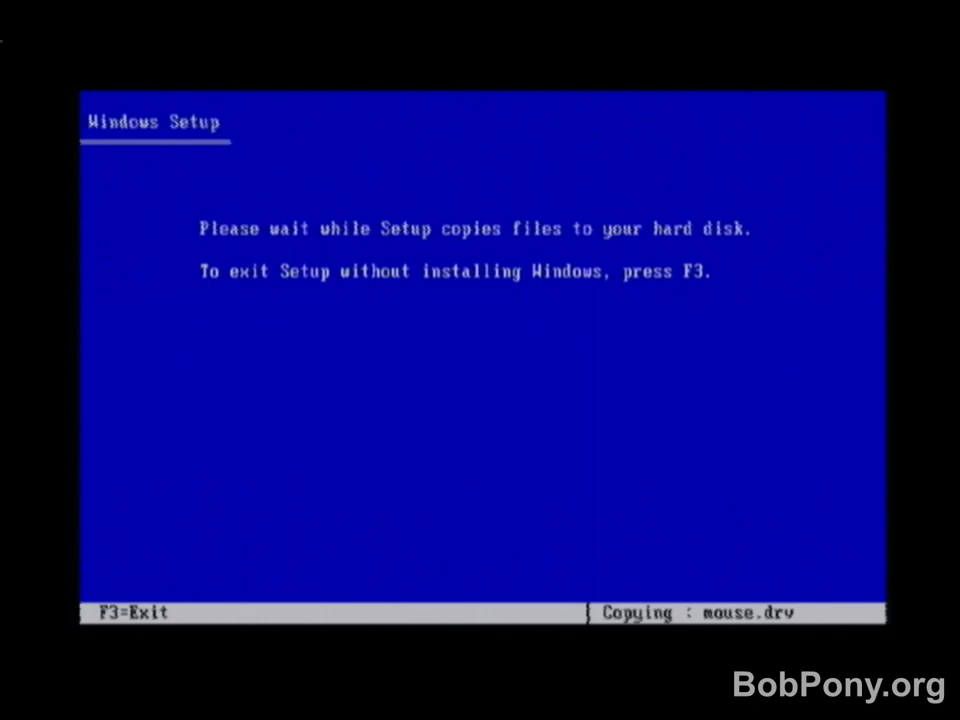 Windows Setup
Please wait while Setup copies files to your hard disk.
To exit Setup without installing Windows, press F3.
F3=Exit
Copying : mouse.drv
BobPony.org